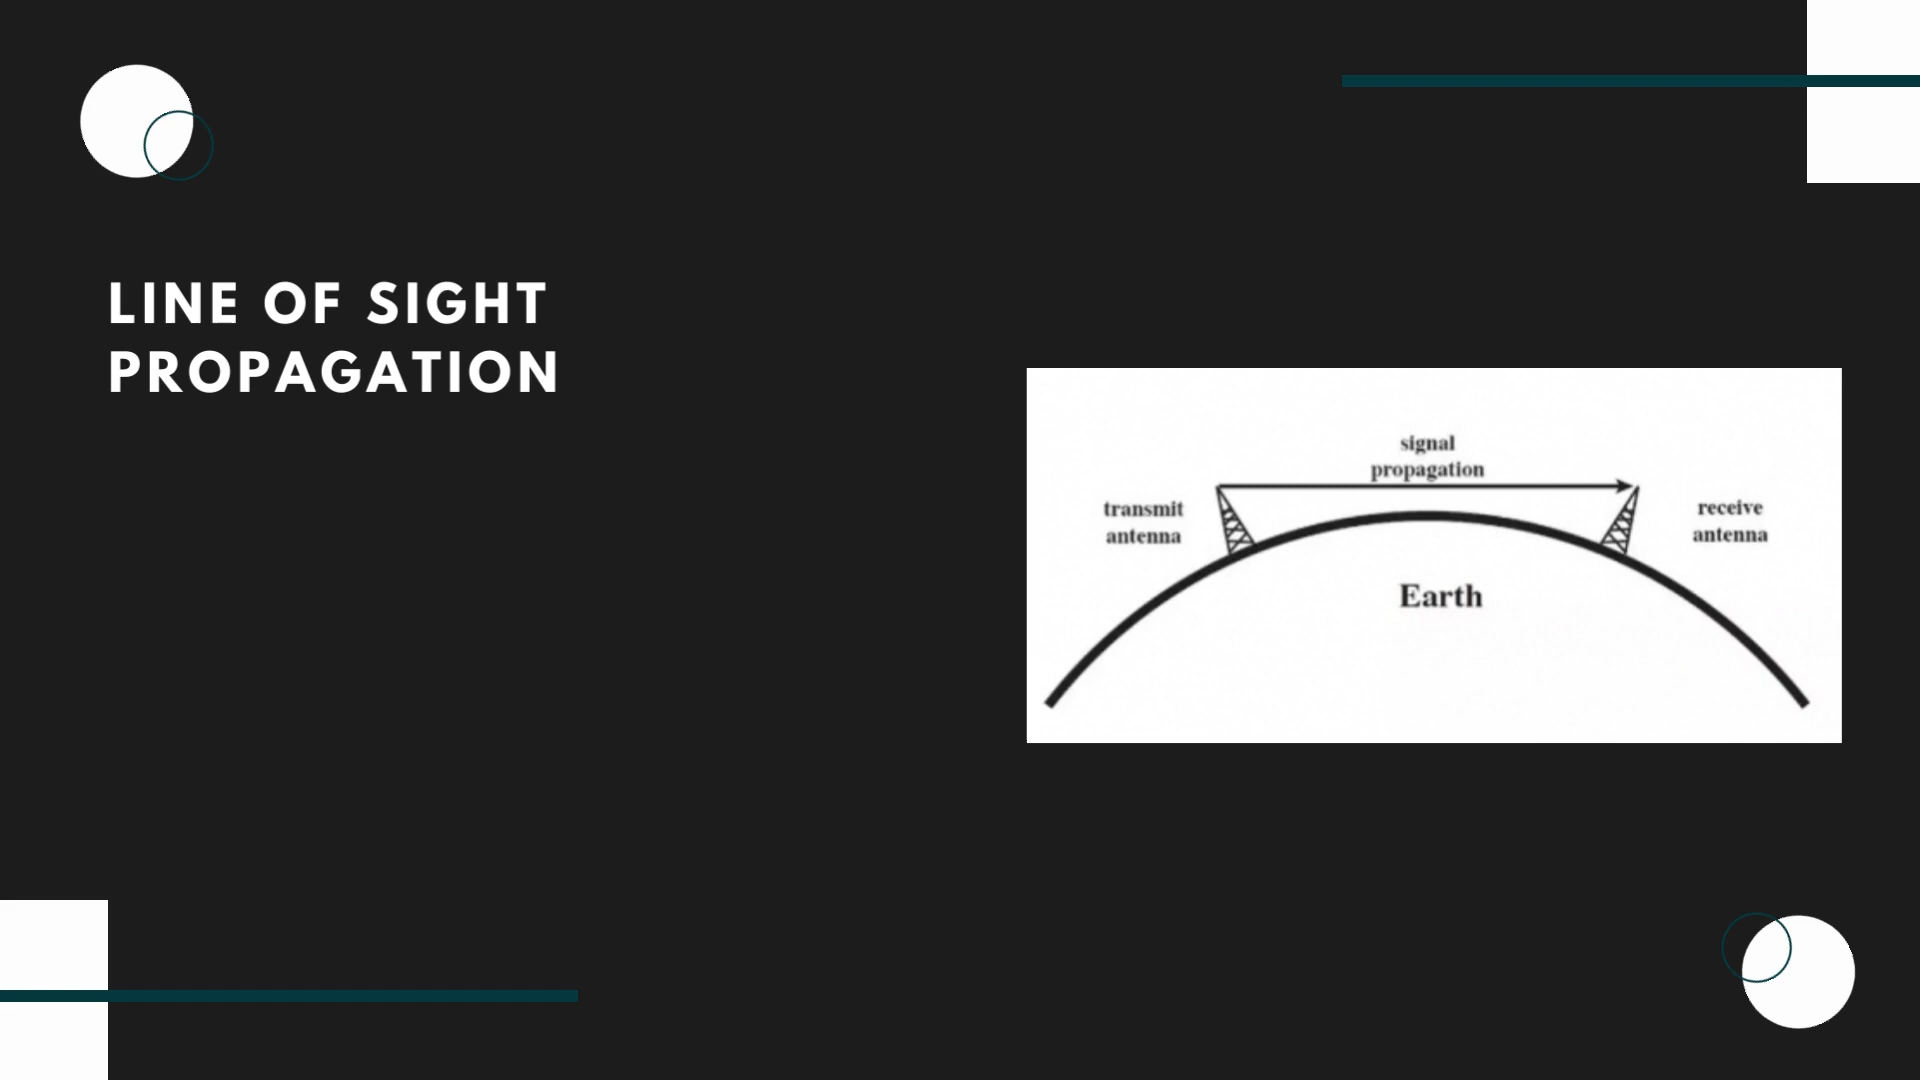 LINE OF SIGHT
PROPAGATION
signal
propagation
transmit
antenna
receive
antenna
Earth